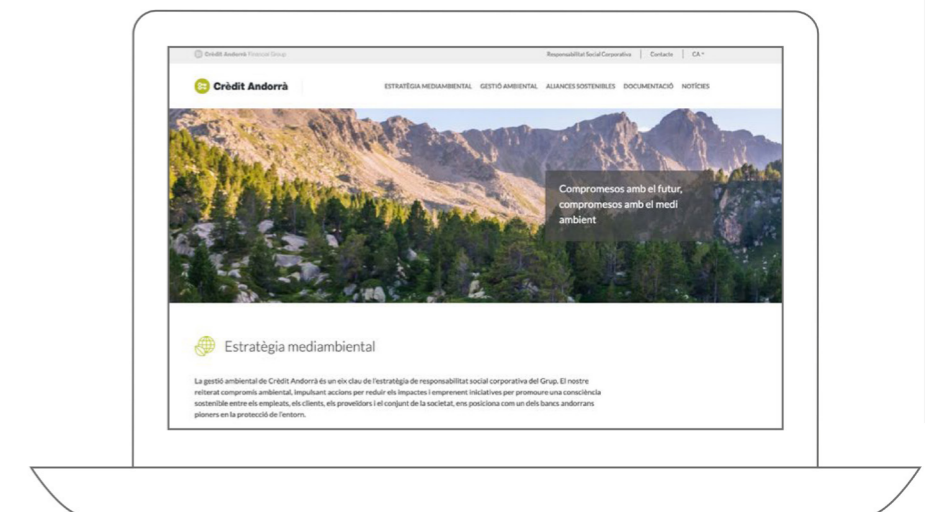 Crèdit Andorrà Financial Group
Responsabilitat Social Corporativa
Contacte
CA
Crèdit Andorrà
ESTRATÈGIA MEDIAMBIENTAL GESTIÓ AMBIENTAL ALIANCES SOSTENIBLES DOCUMENTACIÓ NOTÍCIES
Compromesos amb el futur,
compromesos amb el medi
ambient
Estratègia mediambiental
La gestió ambiental de Crèdit Andorrà és un eix clau de l'estratègia de responsabilitat social corporativa del Grup. El nostre
reiterat compromís ambiental, impulsant accions per reduir els impactes i emprenent iniciatives per promoure una consciència
sostenible entre els empleats, els clients, els proveïdors i el conjunt de la societat, ens posiciona com un dels bancs andorrans
pioners en la protecció de l'entorn.